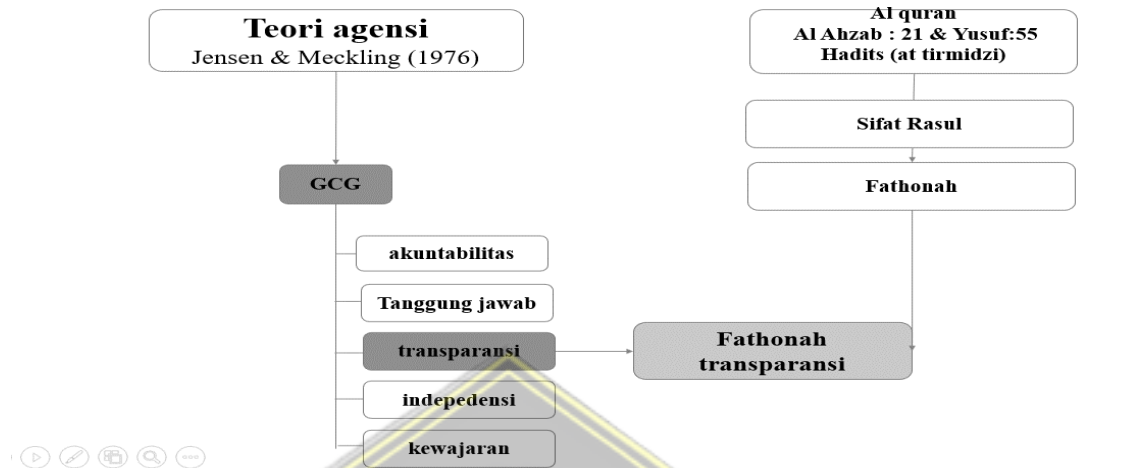 Teori agensi
Jensen & Meckling (1976)
GCG
akuntabilitas
Tanggung jawab
transparansi
indepedensi
kewajaran
Al quran
Al Ahzab : 21 & Yusuf:55
Hadits (at tirmidzi)
Sifat Rasul
Fathonah
Fathonah
transparansi